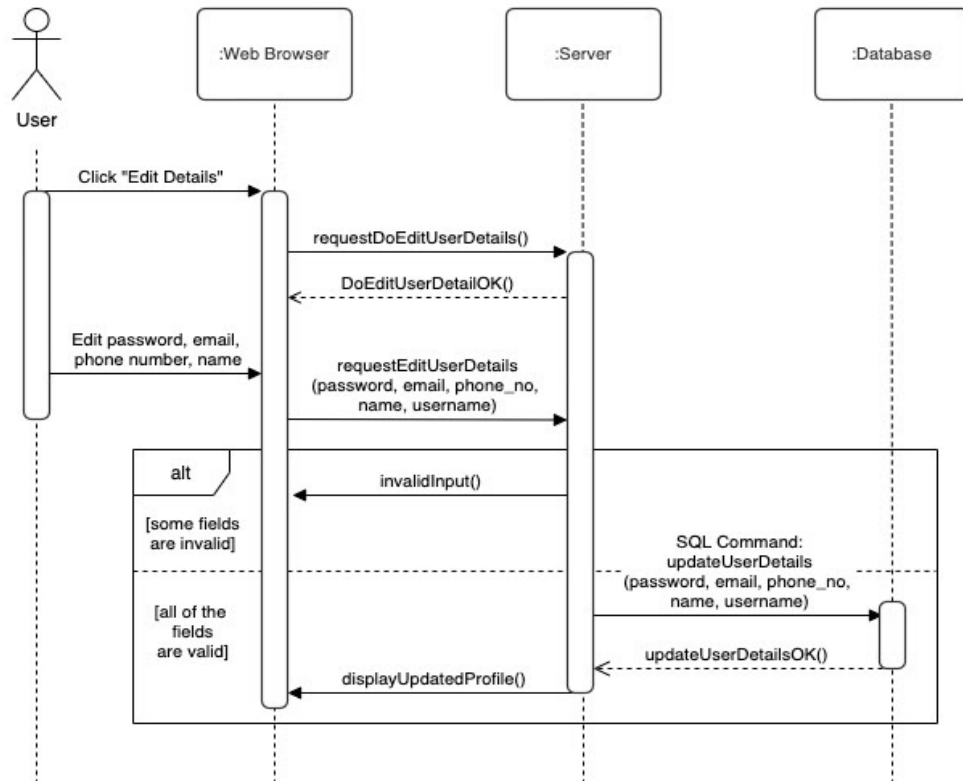 :Web Browser
:Server
:Database
User
Click "Edit Details"
requestDoEditUserDetails()
DoEditUserDetailOK()
Edit password, email,
phone number, name
requestEditUserDetails
(password, email, phone_no,
name, username)
alt
invalidInput()
[some fields
are invalid]
SQL Command:
updateUserDetails
(password, email, phone_no,
name, username)
[all of the
fields
are valid]
updateUserDetailsOK()
displayUpdatedProfile()